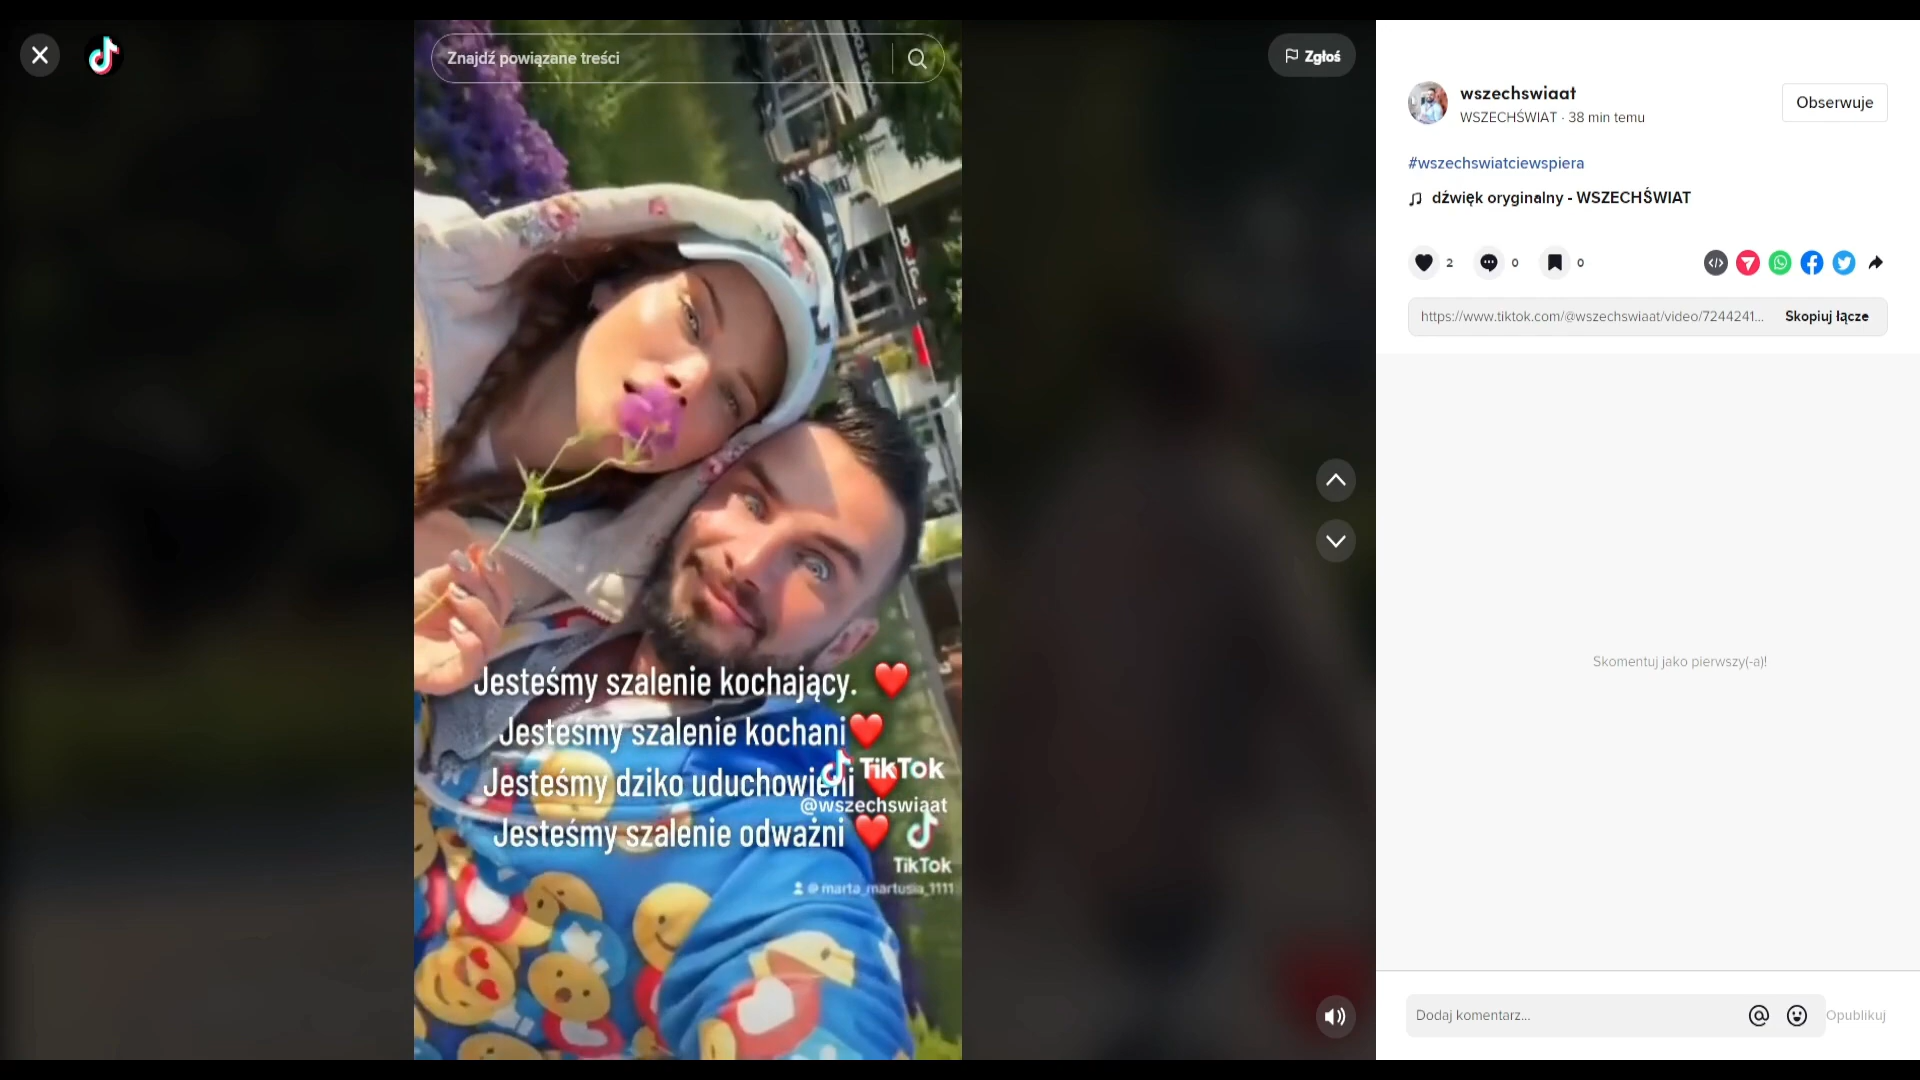 Znajdź powiązane treści
Zgłoś
Jesteśmy szalenie kochający. ❤️
Jesteśmy szalenie kochani❤️
Jesteśmy dziko uduchowieni ❤️
TikTok
@wszechswiaat
Jesteśmy szalenie odważni ❤️
TikTok
@marta_martusia_1111
wszechswiaat
WSZECHŚWIAT · 38 min temu
Obserwuje
#wszechswiatciewspiera
dźwięk oryginalny - WSZECHŚWIAT
2 0 0
https://www.tiktok.com/@wszechswiaat/video/7244241... Skopiuj łącze
Skomentuj jako pierwszy(-a)!
Dodaj komentarz... Opublikuj